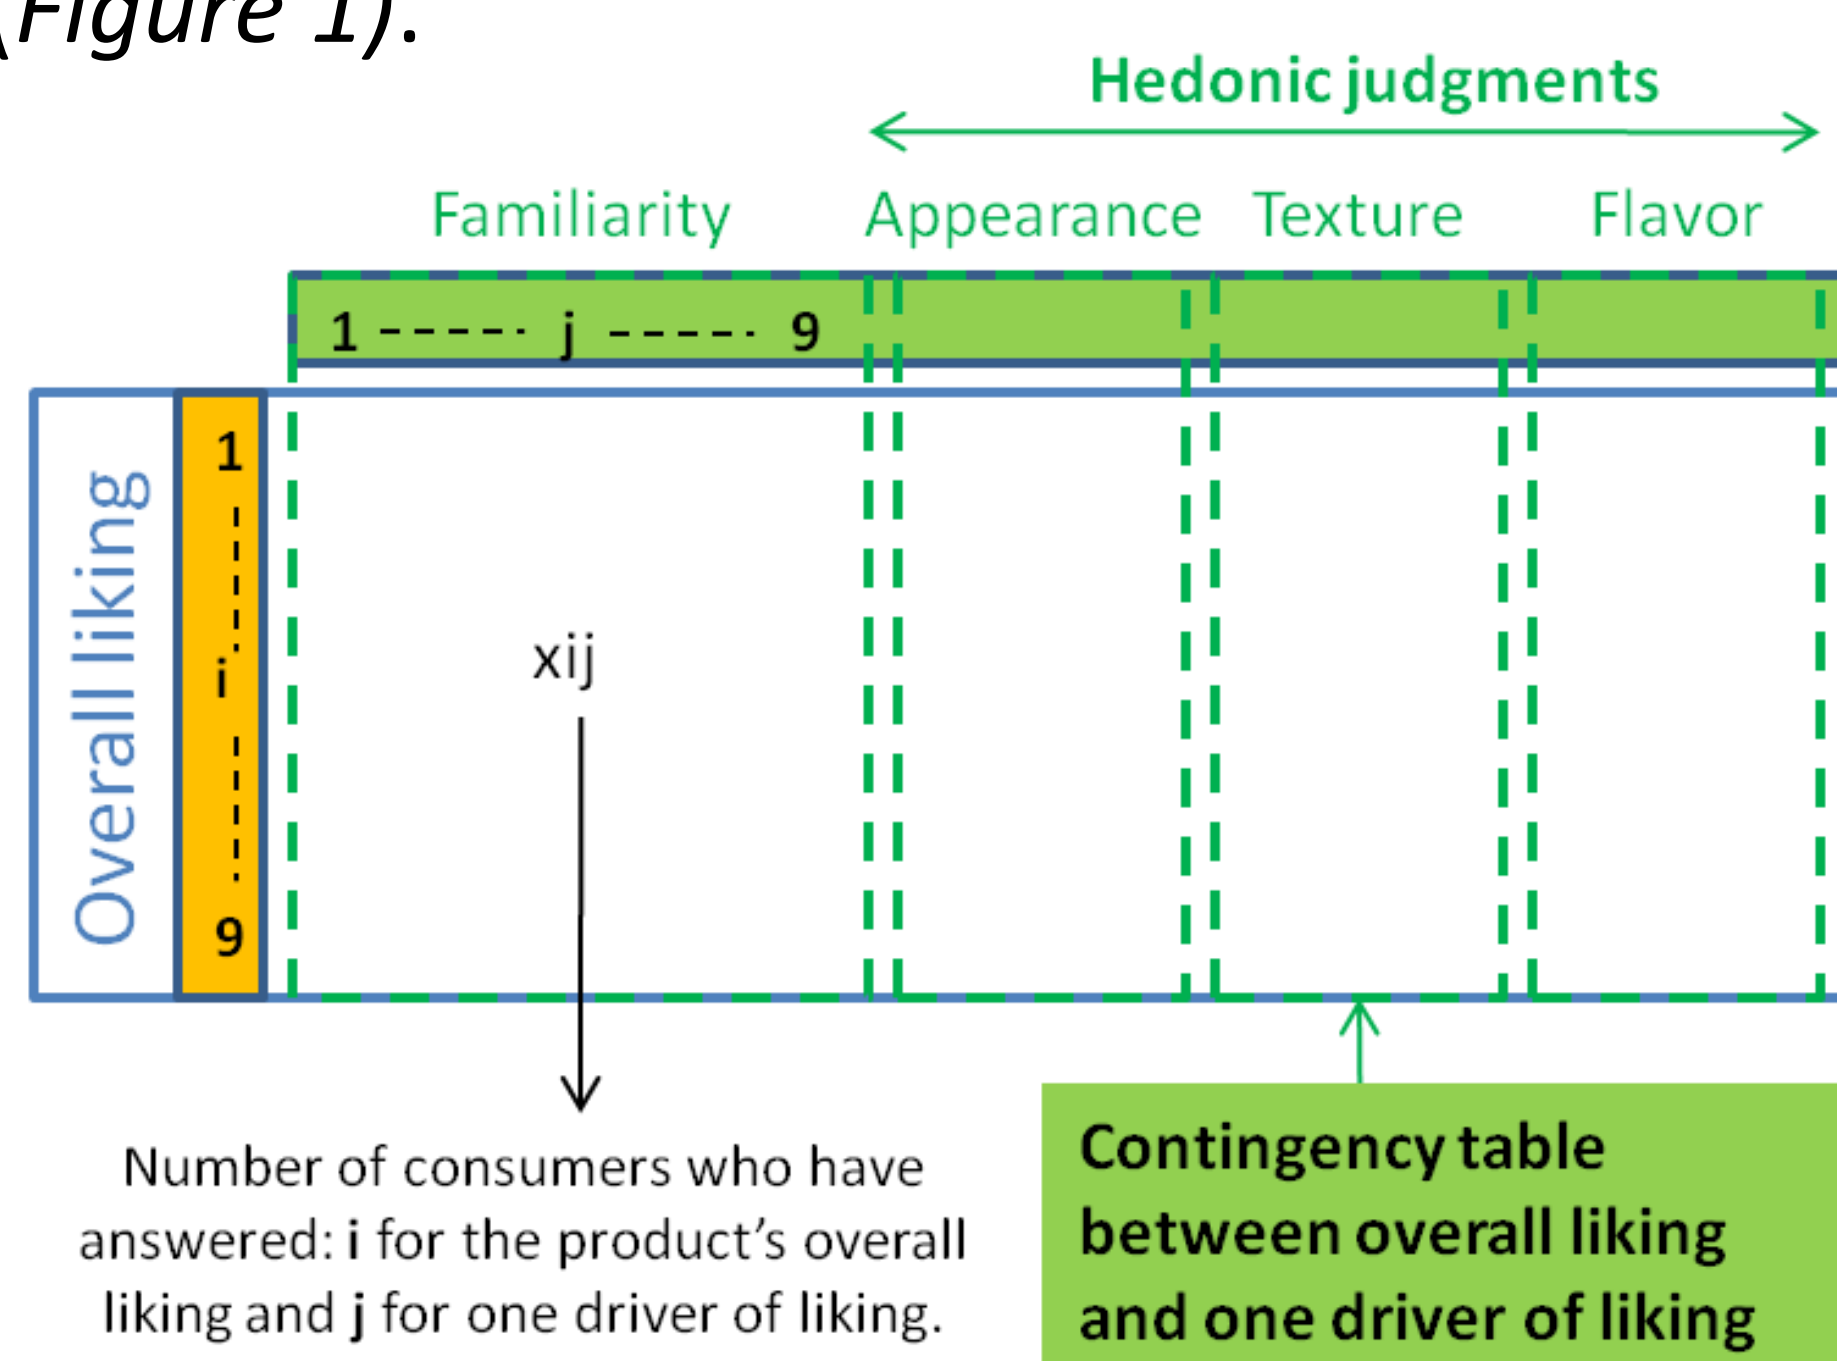 (Figure 1).
Hedonic judgments
Familiarity Appearance Texture Flavor
1 ----- j ----- 9
Overall liking
1
i
9
xij
Number of consumers who have
answered: i for the product’s overall
liking and j for one driver of liking.
Contingency table
between overall liking
and one driver of liking